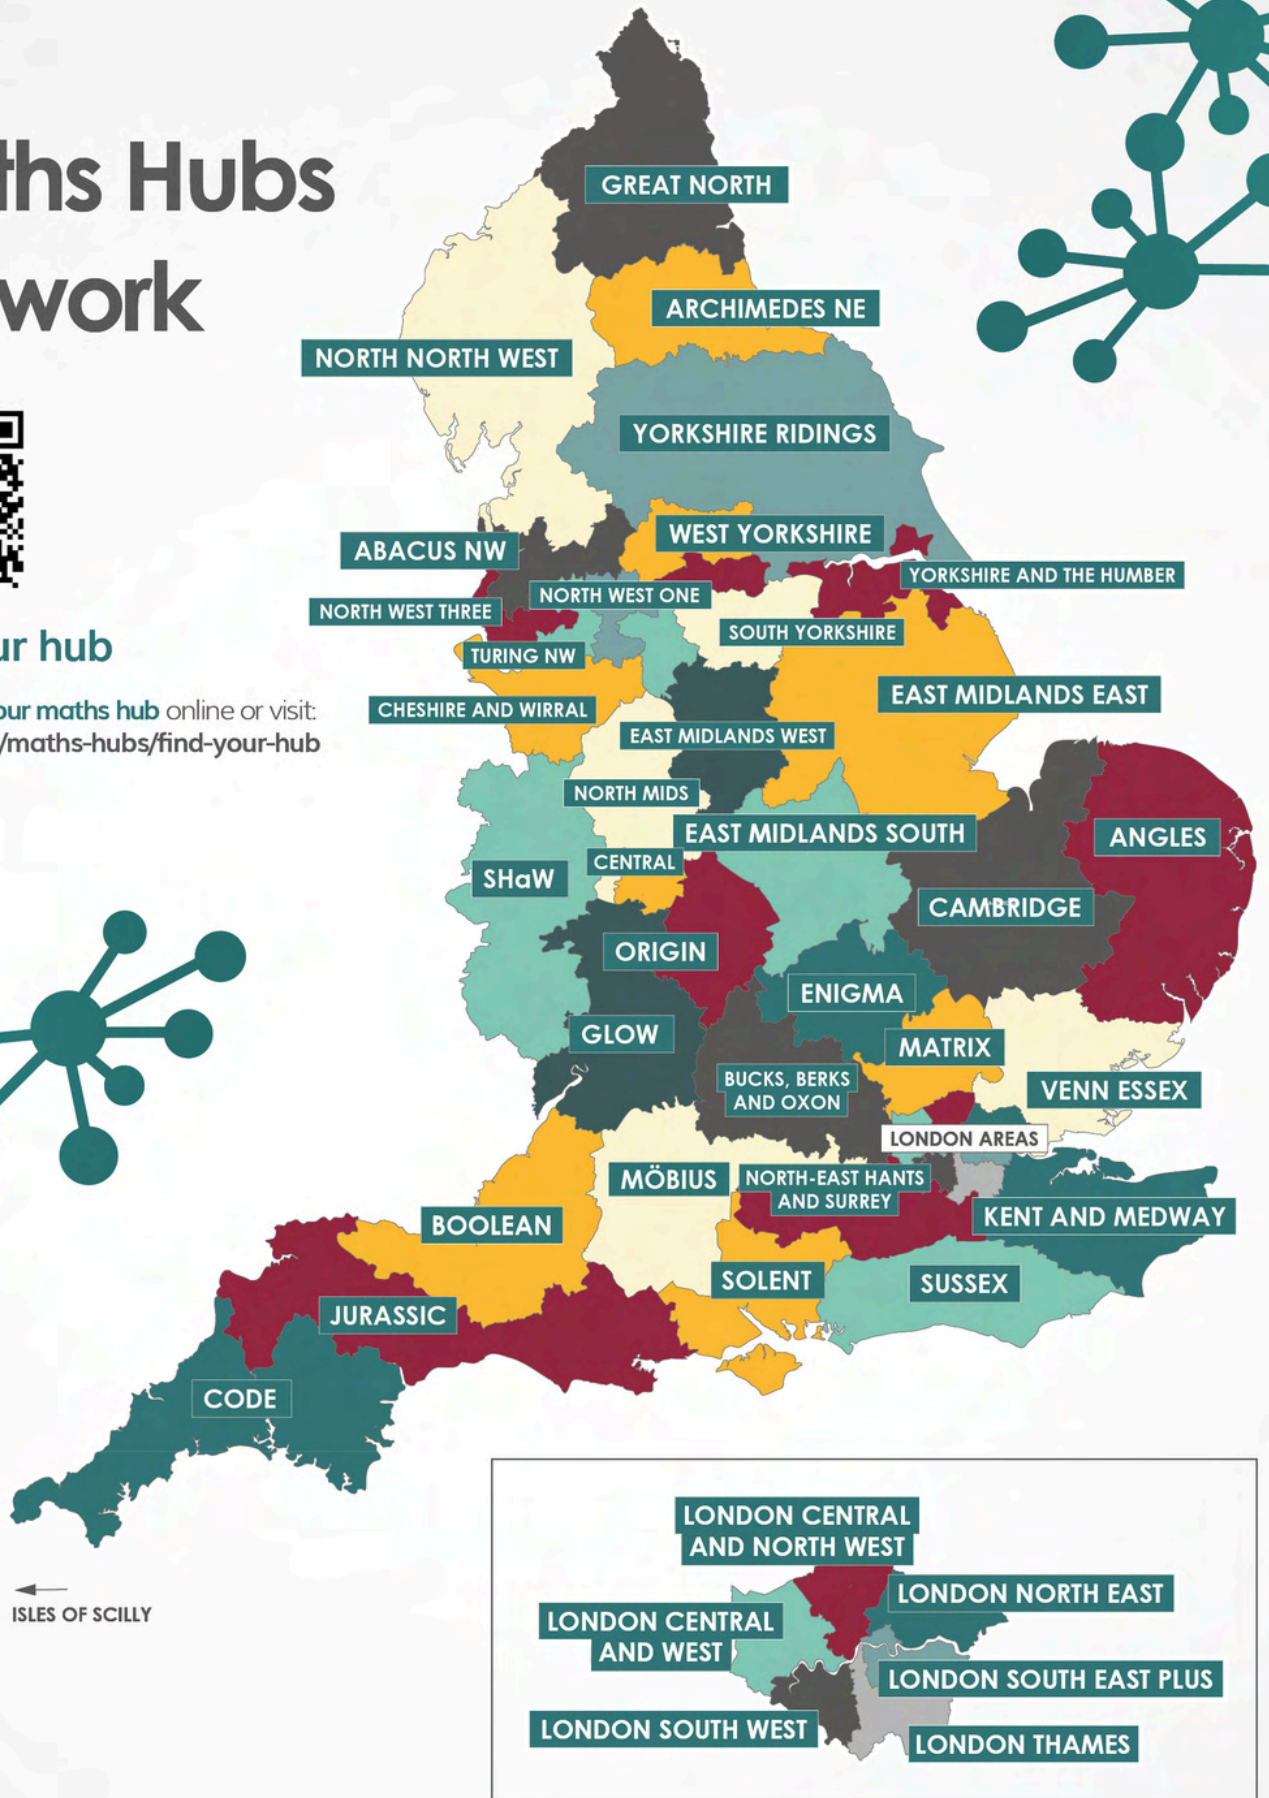 ths Hubs
work
ur hub
our maths hub online or visit:
/maths-hubs/find-your-hub
GREAT NORTH
ARCHIMEDES NE
NORTH NORTH WEST
YORKSHIRE RIDINGS
WEST YORKSHIRE
ABACUS NW
YORKSHIRE AND THE HUMBER
NORTH WEST ONE
NORTH WEST THREE
SOUTH YORKSHIRE
TURING NW
EAST MIDLANDS EAST
CHESHIRE AND WIRRAL
EAST MIDLANDS WEST
NORTH MIDS
EAST MIDLANDS SOUTH
ANGLES
CENTRAL
SHaW
CAMBRIDGE
ORIGIN
ENIGMA
GLOW
MATRIX
BUCKS, BERKS
AND OXON
VENN ESSEX
LONDON AREAS
MÖBIUS
NORTH-EAST HANTS
AND SURREY
KENT AND MEDWAY
BOOLEAN
SOLENT
SUSSEX
JURASSIC
CODE
ISLES OF SCILLY
LONDON CENTRAL
AND NORTH WEST
LONDON NORTH EAST
LONDON CENTRAL
AND WEST
LONDON SOUTH EAST PLUS
LONDON SOUTH WEST
LONDON THAMES